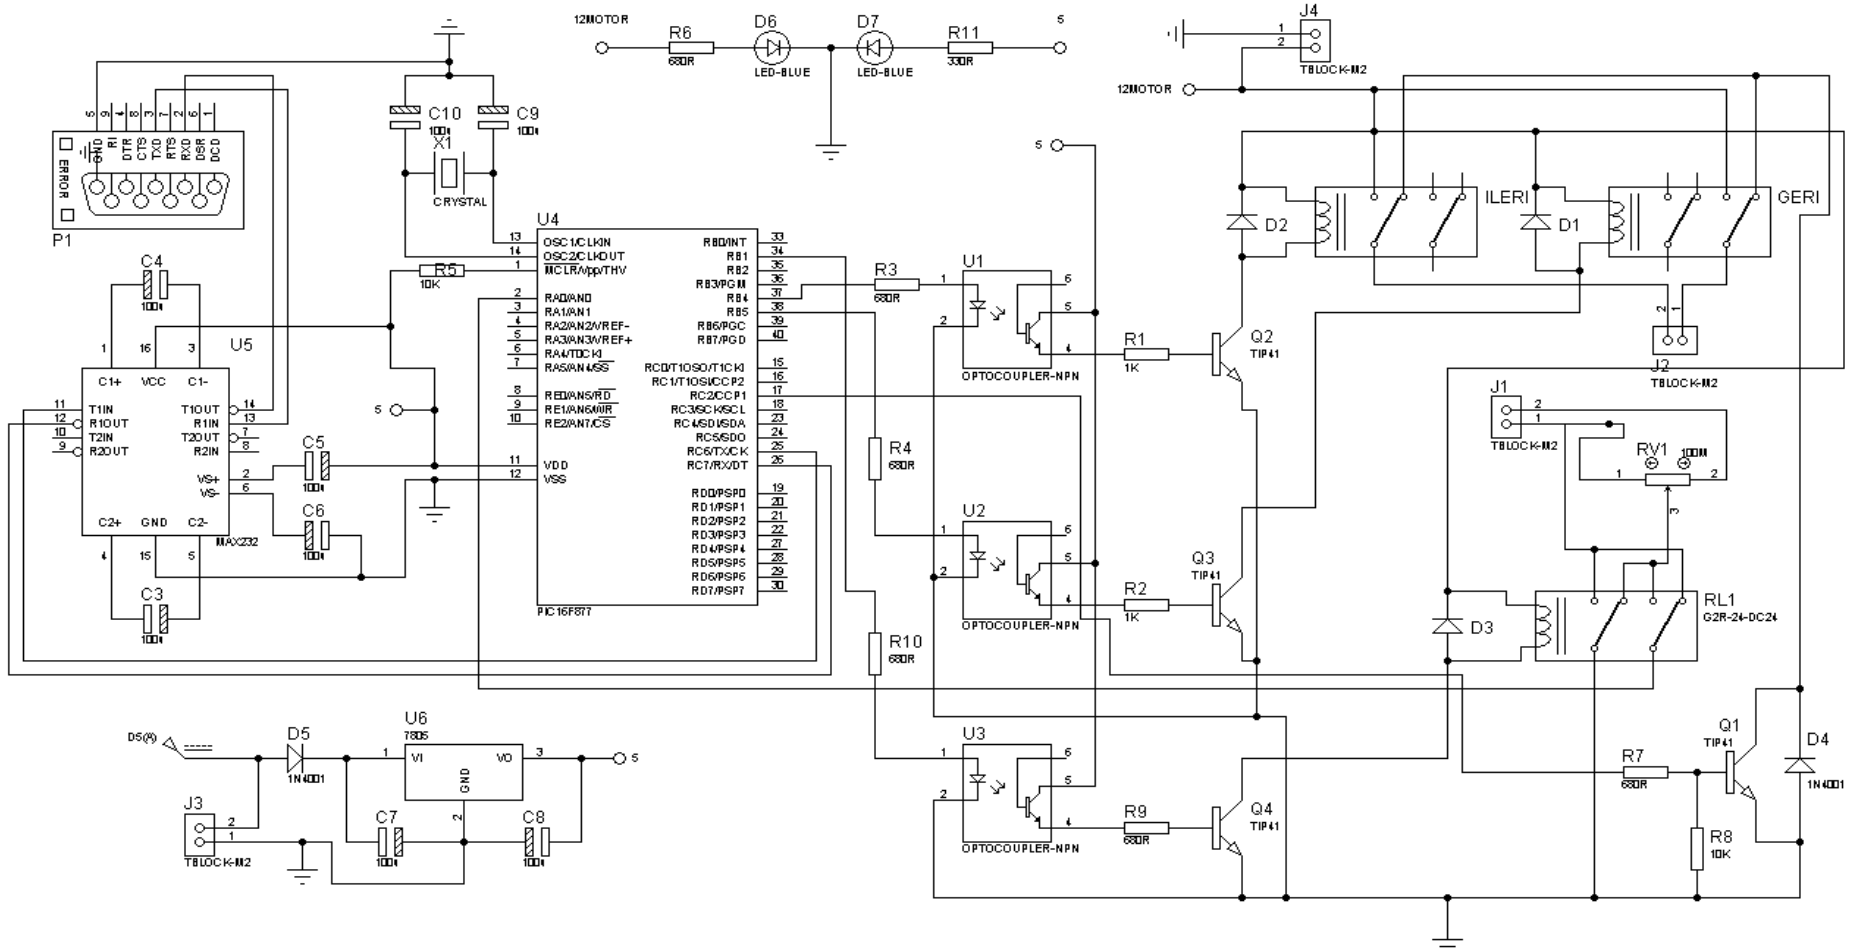 12MOTOR
R6
680R
D6
LED-BLUE
D7
LED-BLUE
R11
330R
5
J4
1
2
TBLOCK-M2
12MOTOR
5
9
4
8
3
7
2
6
1
GND
RI
DTR
CTS
TXD
RTS
RXD
DSR
DCD
ERROR
P1
C10
100n
C9
100n
X1
CRYSTAL
5
D2
ILERI
D1
GERI
2
1
J2
TBLOCK-M2
U4
13
OSC1/CLKIN
14
OSC2/CLKOUT
1
MCLR/Vpp/THV
2
RA0/AN0
3
RA1/AN1
4
RA2/AN2/VREF-
5
RA3/AN3/VREF+
6
RA4/T0CKI
7
RA5/AN4/SS
8
RE0/AN5/RD
9
RE1/AN6/WR
10
RE2/AN7/CS
11
VDD
12
VSS
RB0/INT
33
RB1
34
RB2
35
RB3/PGM
36
RB4
37
RB5
38
RB6/PGC
39
RB7/PGD
40
RC0/T1OSO/T1CKI
15
RC1/T1OSI/CCP2
16
RC2/CCP1
17
RC3/SCK/SCL
18
RC4/SDI/SDA
23
RC5/SDO
24
RC6/TX/CK
25
RC7/RX/DT
26
RD0/PSP0
19
RD1/PSP1
20
RD2/PSP2
21
RD3/PSP3
22
RD4/PSP4
27
RD5/PSP5
28
RD6/PSP6
29
RD7/PSP7
30
PIC16F877
R5
10K
C4
100n
U5
1
16
3
C1+
VCC
C1-
11
T1IN
12
R1OUT
10
T2IN
9
R2OUT
T1OUT
14
R1IN
13
T2OUT
7
R2IN
8
VS+
2
VS-
6
C2+
GND
C2-
MAX232
4
15
5
5
C5
100n
C6
100n
C3
100n
R3
680R
U1
1
2
6
5
4
OPTOCOUPLER-NPN
R1
1K
Q2
TIP41
R4
680R
U2
1
2
6
5
4
OPTOCOUPLER-NPN
R2
1K
Q3
TIP41
R10
680R
U3
1
2
6
5
4
OPTOCOUPLER-NPN
R9
680R
Q4
TIP41
J1
2
1
TBLOCK-M2
RV1
100M
1
2
3
D3
RL1
G2R-24-DC24
Q1
TIP41
D4
1N4001
R7
680R
R8
10K
D5(A)
D5
1N4001
U6
7805
1
VI
VO
3
GND
2
5
J3
2
1
TBLOCK-M2
C7
100n
C8
100n